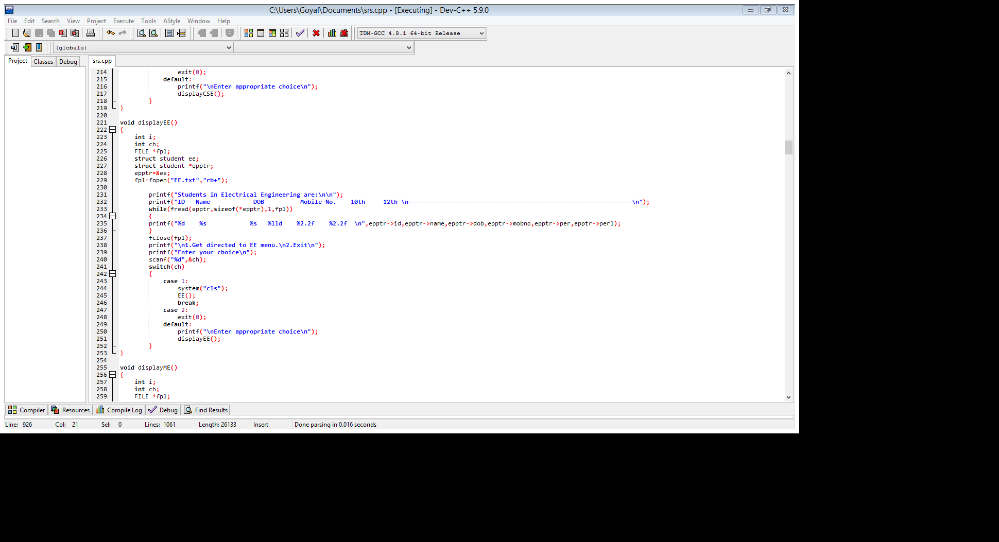 C:\Users\Goyal\Documents\srs.cpp - [Executing] - Dev-C++ 5.9.0
File Edit Search View Project Execute Tools AStyle Window Help
TDM-GCC 4.8.1 64-bit Release
(globals)
Project Classes Debug srs.cpp
214                 exit(0);
215             default:
216                 printf("\nEnter appropriate choice\n");
217                 displayCSE();
218         }
219 }
220
221 void displayEE()
222 {
223     int i;
224     int ch;
225     FILE *fp1;
226     struct student ee;
227     struct student *epptr;
228     epptr=&ee;
229     fp1=fopen("EE.txt","rb+");
230
231         printf("Students in Electrical Engineering are:\n\n");
232         printf("ID   Name            DOB          Mobile No.    10th     12th \n--------------------------------------------------------------\n");
233         while(fread(epptr,sizeof(*epptr),1,fp1))
234         {
235         printf("%d    %s            %s   %lld    %2.2f    %2.2f  \n",epptr->id,epptr->name,epptr->dob,epptr->mobno,epptr->per,epptr->per1);
236         }
237         fclose(fp1);
238         printf("\n1.Get directed to EE menu.\n2.Exit\n");
239         printf("Enter your choice\n");
240         scanf("%d",&ch);
241         switch(ch)
242         {
243             case 1:
244                 system("cls");
245                 EE();
246                 break;
247             case 2:
248                 exit(0);
249             default:
250                 printf("\nEnter appropriate choice\n");
251                 displayEE();
252         }
253 }
254
255 void displayME()
256 {
257     int i;
258     int ch;
259     FILE *fp1;
Compiler Resources Compile Log Debug Find Results
Line: 926 Col: 21 Sel: 0 Lines: 1061 Length: 26133 Insert Done parsing in 0.016 seconds